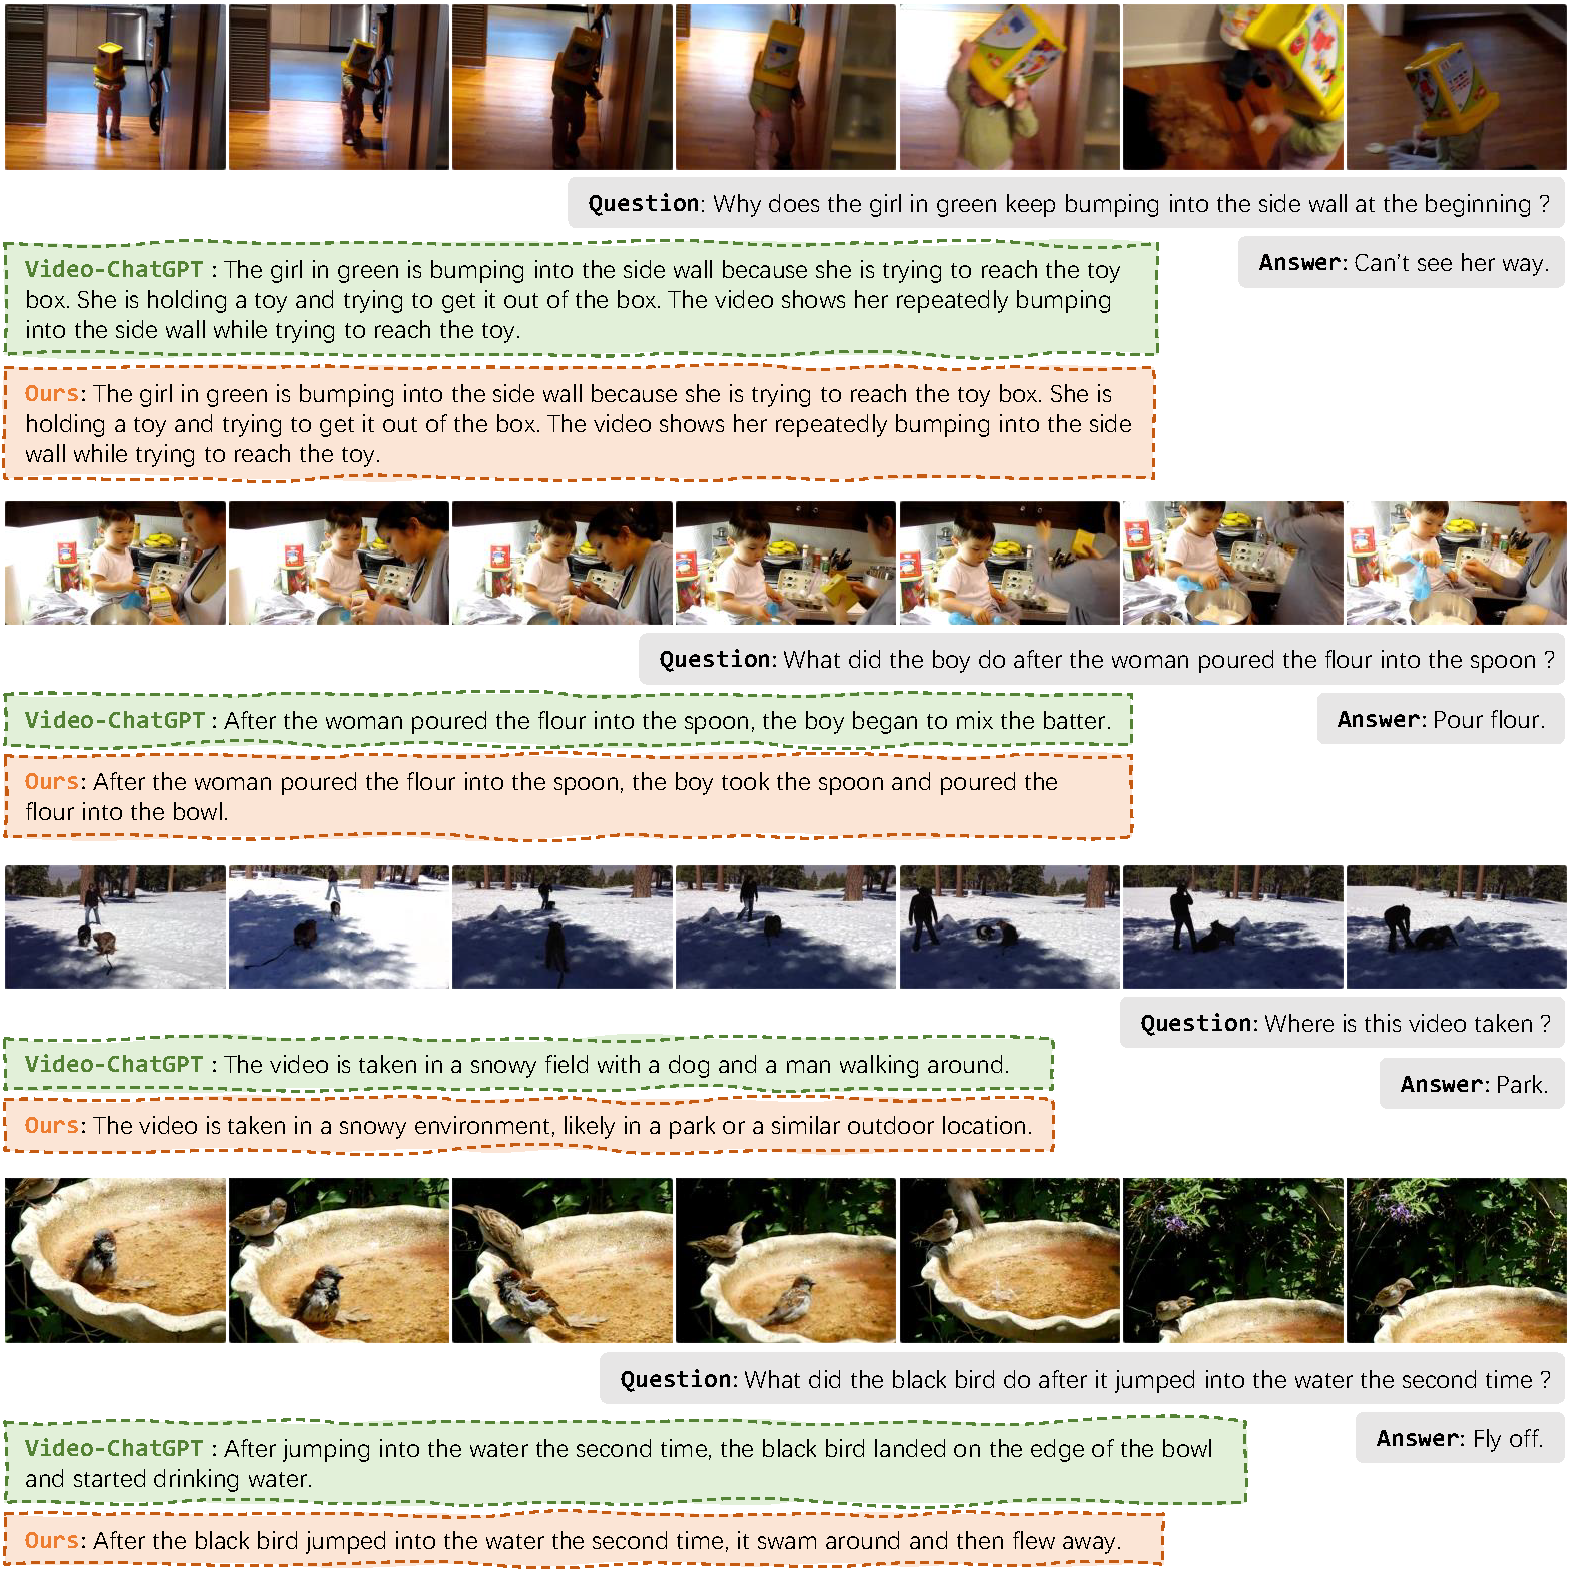 Question: Why does the girl in green keep bumping into the side wall at the beginning ?
Answer: Can't see her way.
Video-ChatGPT : The girl in green is bumping into the side wall because she is trying to reach the toy
box. She is holding a toy and trying to get it out of the box. The video shows her repeatedly bumping
into the side wall while trying to reach the toy.
Ours: The girl in green is bumping into the side wall because she is trying to reach the toy box. She is
holding a toy and trying to get it out of the box. The video shows her repeatedly bumping into the side
wall while trying to reach the toy.
Question: What did the boy do after the woman poured the flour into the spoon ?
Answer: Pour flour.
Video-ChatGPT : After the woman poured the flour into the spoon, the boy began to mix the batter.
Ours: After the woman poured the flour into the spoon, the boy took the spoon and poured the
flour into the bowl.
Question: Where is this video taken ?
Answer: Park.
Video-ChatGPT : The video is taken in a snowy field with a dog and a man walking around.
Ours: The video is taken in a snowy environment, likely in a park or a similar outdoor location.
Question: What did the black bird do after it jumped into the water the second time ?
Answer: Fly off.
Video-ChatGPT : After jumping into the water the second time, the black bird landed on the edge of the bowl
and started drinking water.
Ours: After the black bird jumped into the water the second time, it swam around and then flew away.